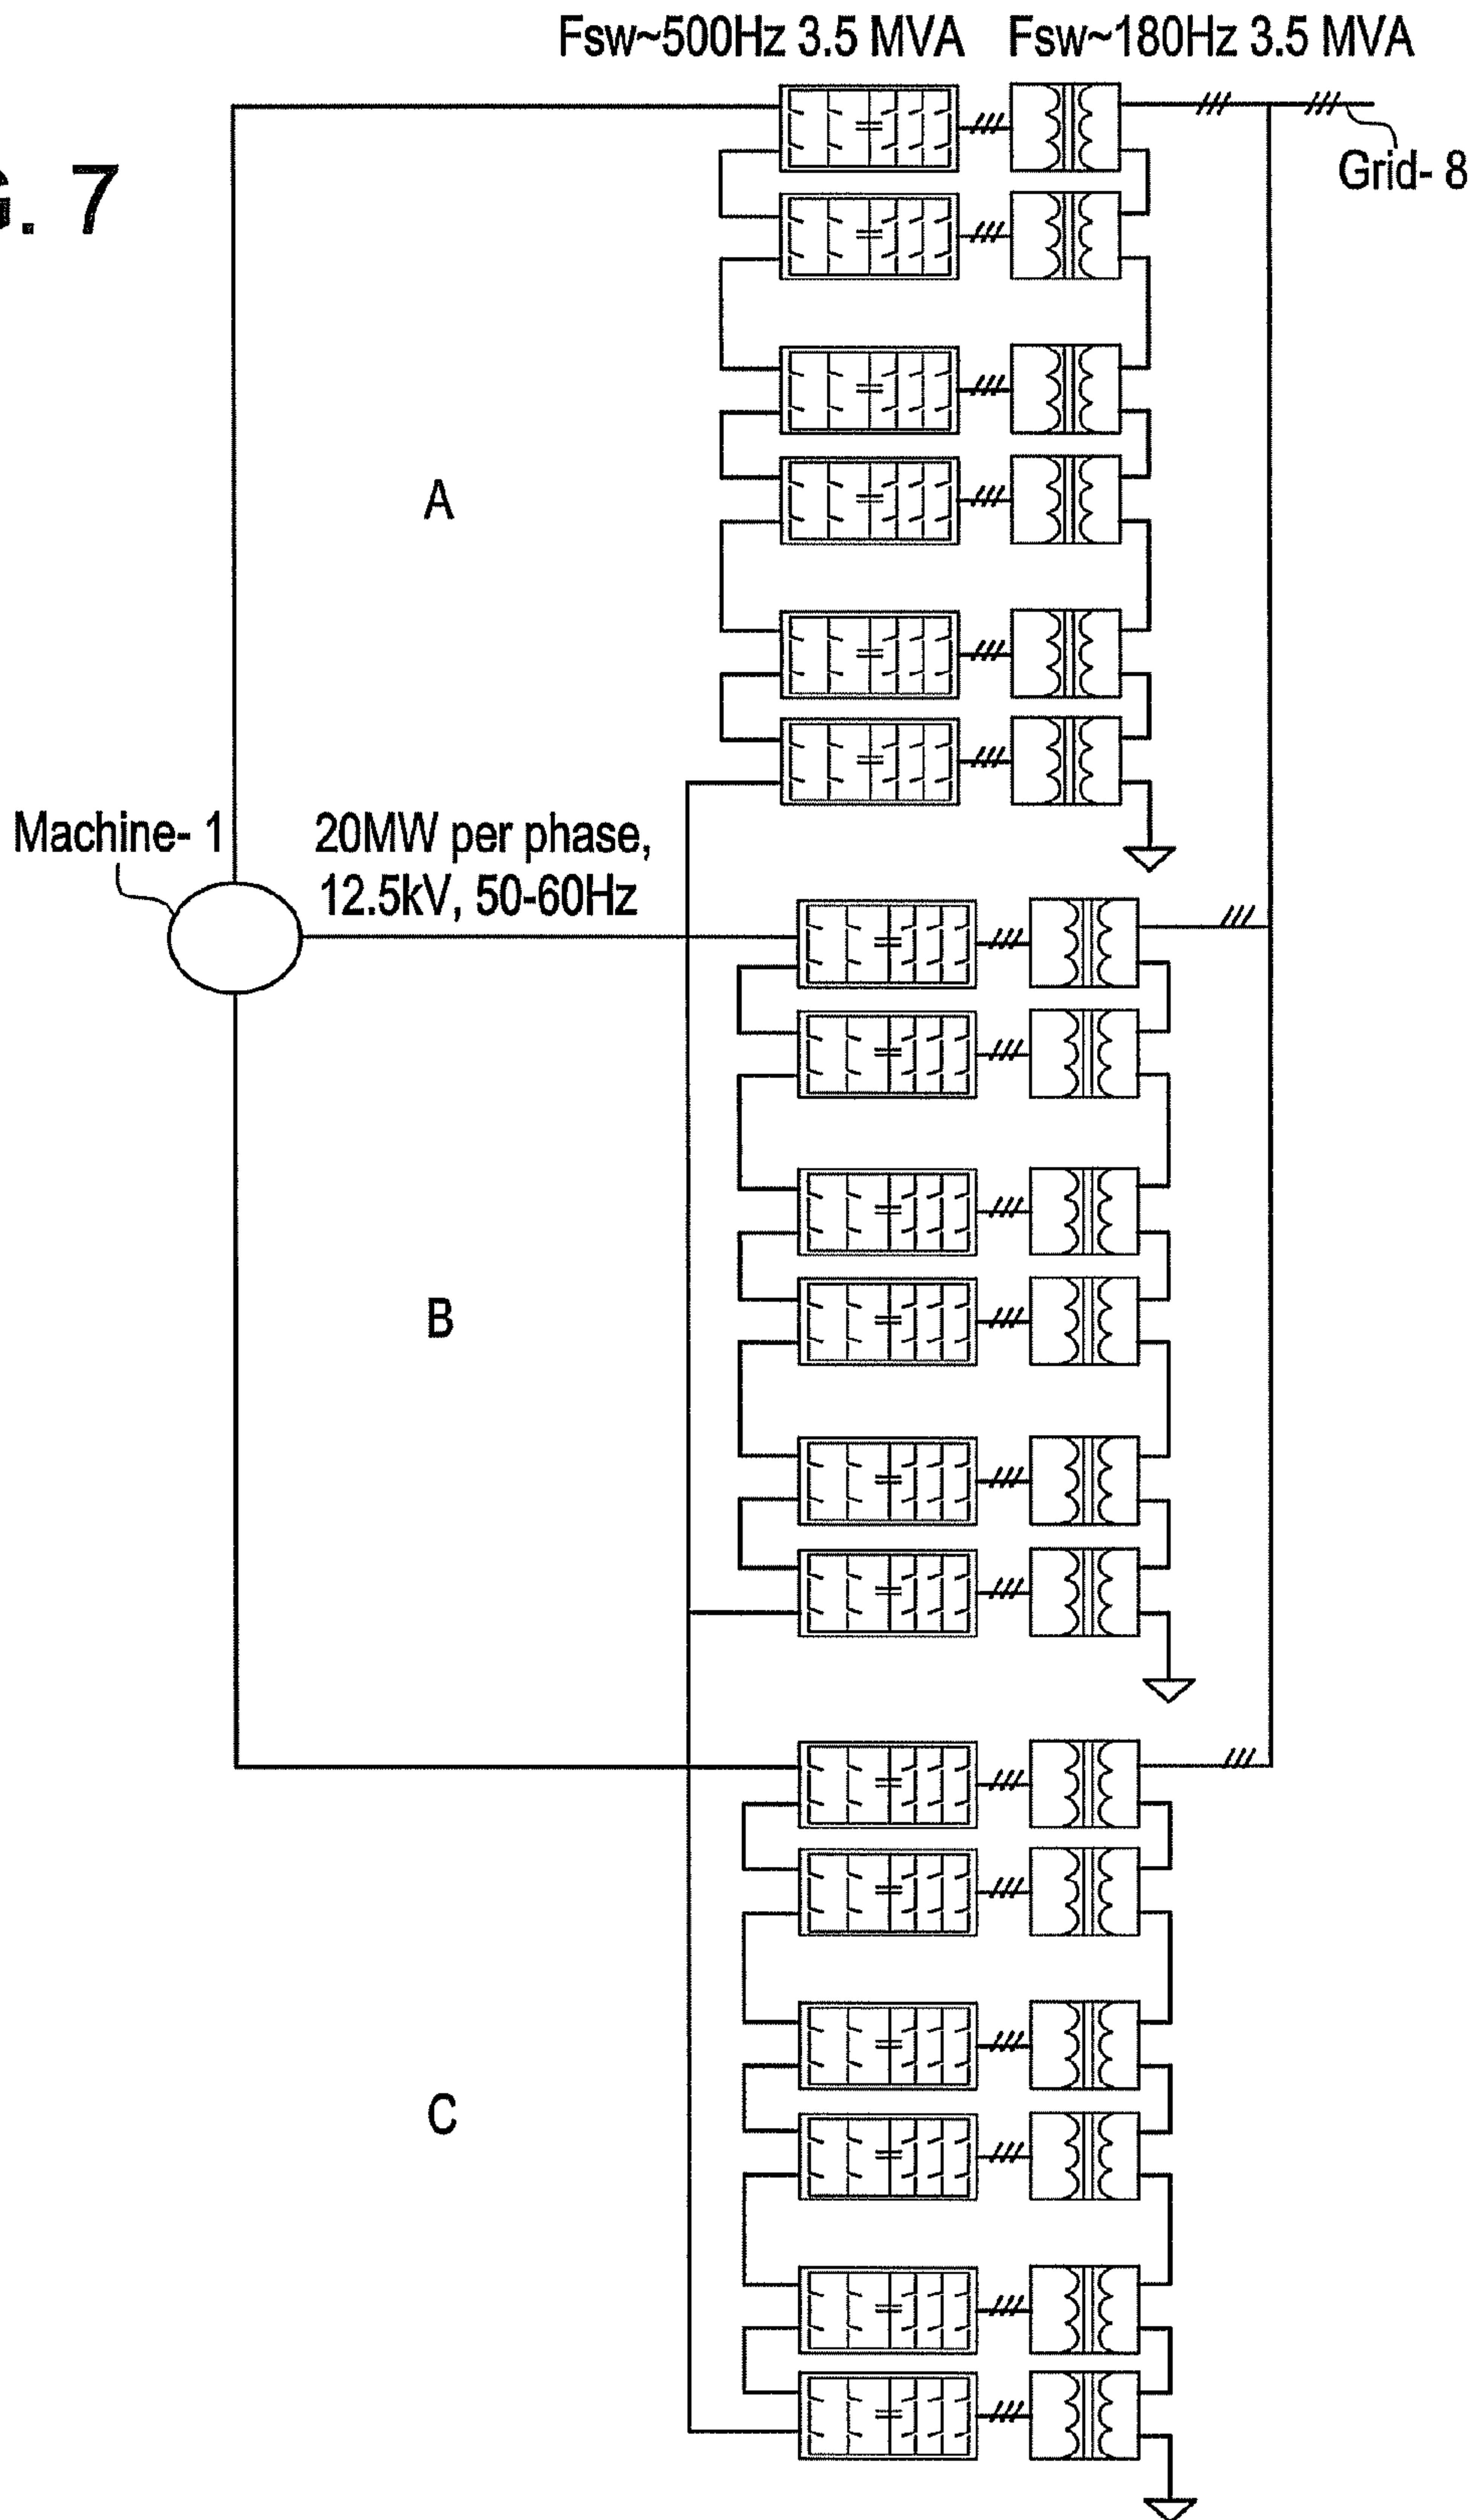 Fsw~500Hz 3.5 MVA Fsw~180Hz 3.5 MVA
Grid- 8
G. 7
A
Machine- 1
20MW per phase,
12.5kV, 50-60Hz
B
C